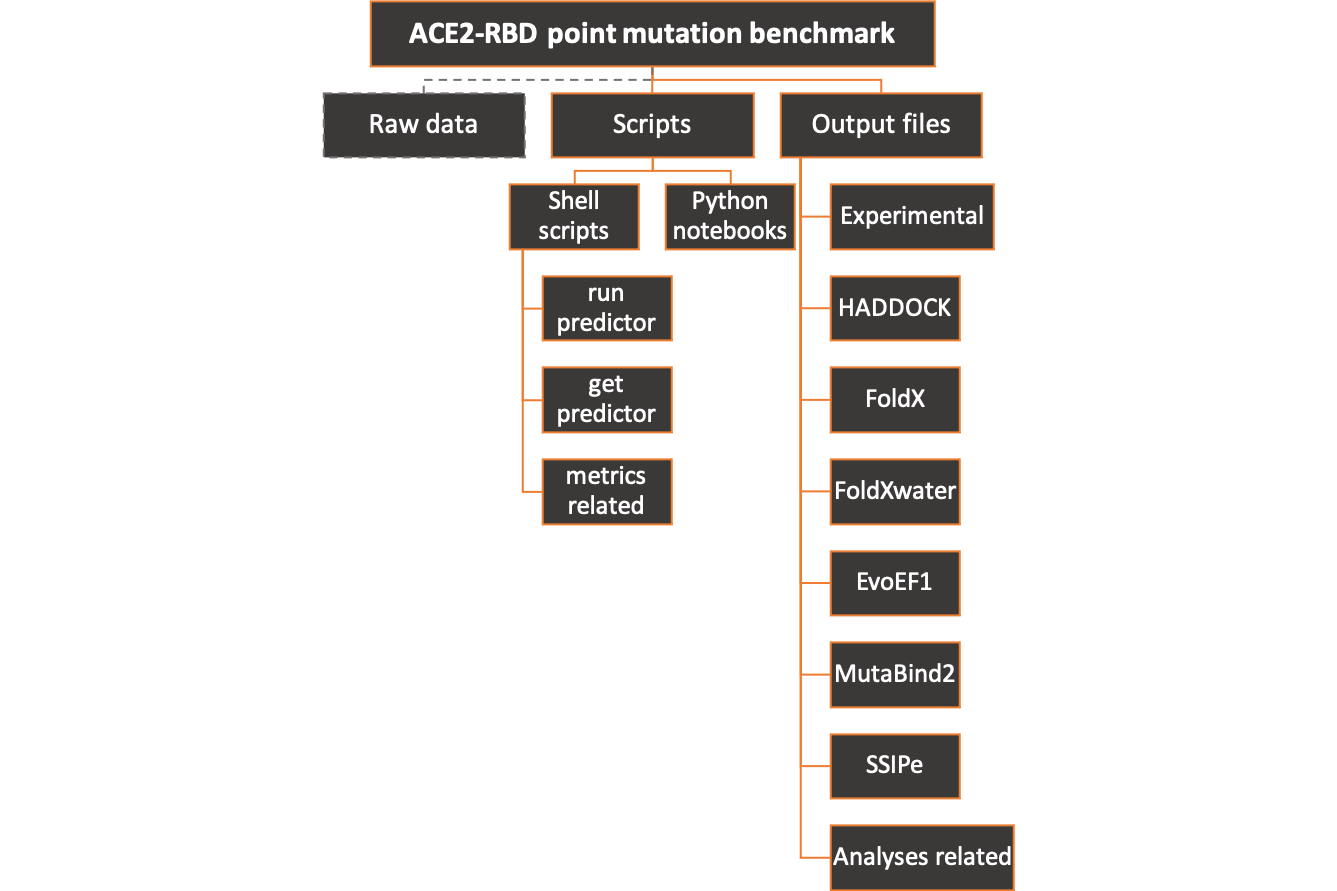 ACE2-RBD point mutation benchmark
Raw data
Scripts
Output files
Shell
scripts
Python
notebooks
run
predictor
get
predictor
metrics
related
Experimental
HADDOCK
FoldX
FoldXwater
EvoEF1
MutaBind2
SSIPe
Analyses related